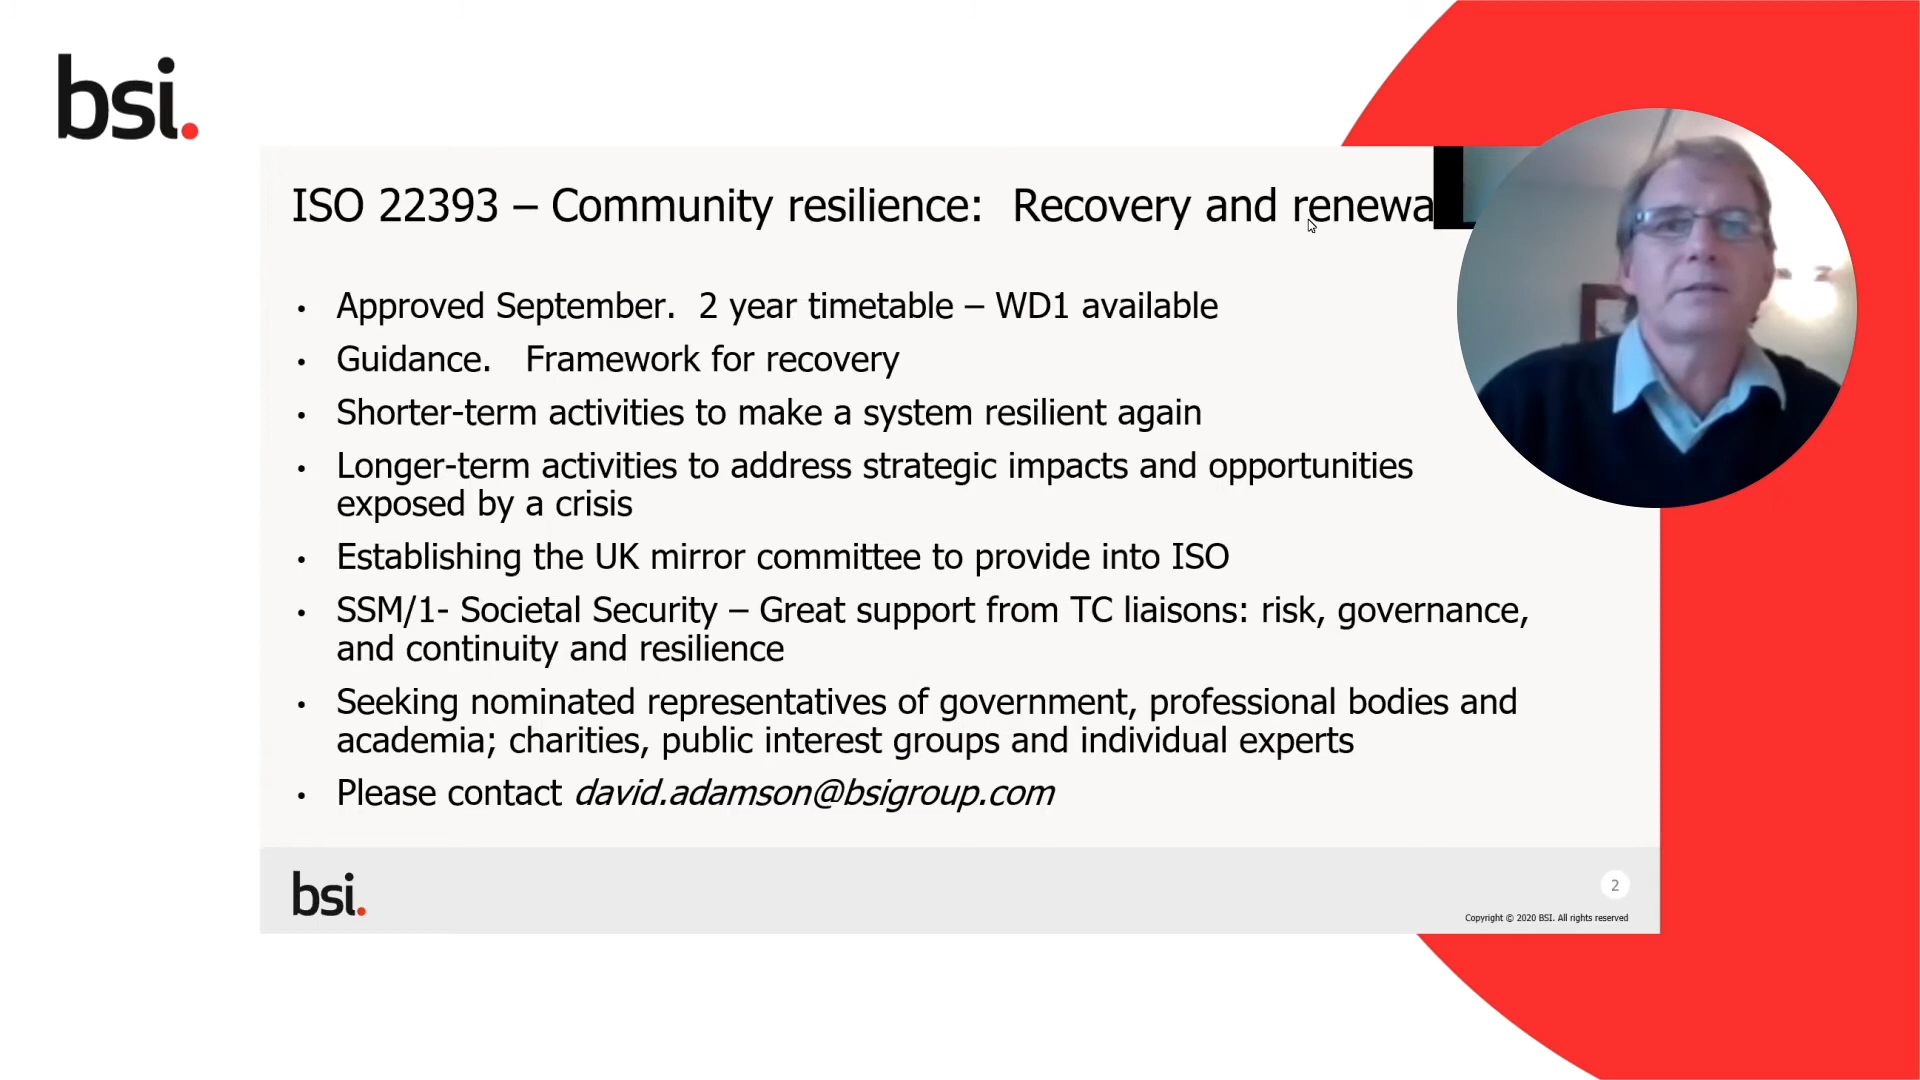 bsi.
ISO 22393 – Community resilience: Recovery and renewa
• Approved September. 2 year timetable – WD1 available
• Guidance. Framework for recovery
• Shorter-term activities to make a system resilient again
• Longer-term activities to address strategic impacts and opportunities
exposed by a crisis
• Establishing the UK mirror committee to provide into ISO
• SSM/1- Societal Security – Great support from TC liaisons: risk, governance,
and continuity and resilience
• Seeking nominated representatives of government, professional bodies and
academia; charities, public interest groups and individual experts
• Please contact david.adamson@bsigroup.com
bsi.
2
Copyright © 2020 BSI. All rights reserved